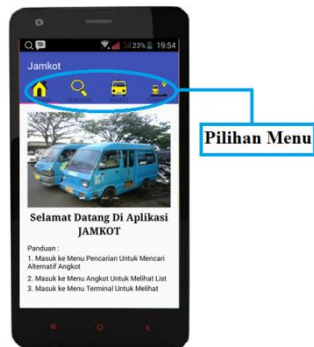 23% 19:54
Jamkot
Pilihan Menu
Selamat Datang Di Aplikasi
JAMKOT
Panduan :
1. Masuk ke Menu Pencarian Untuk Mencari
Alternatif Angkot
2. Masuk ke Menu Angkot Untuk Melihat List
3. Masuk ke Menu Terminal Untuk Melihat